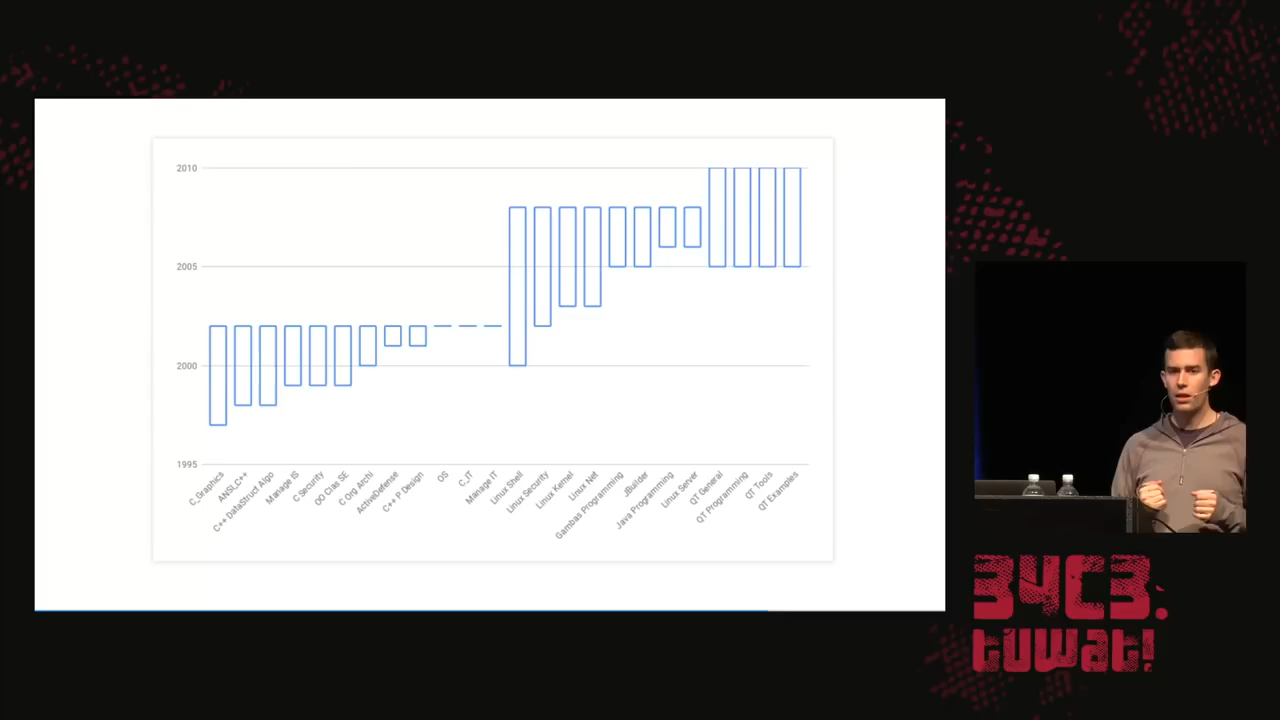 2010
2005
2000
1995
C_Graphics
ANSI_C++
C++ DataStruct Algo
Manage IS
C Security
OO Clas SE
C Org Archi
ActiveDefense
C++ P Design
OS
C_IT
Manage IT
Linux Shell
Linux Security
Linux Kernel
Linux Net
Gambas Programming
JBuilder
Java Programming
Linux Server
QT General
QT Programming
QT Tools
QT Examples
34C3.
tuwat!